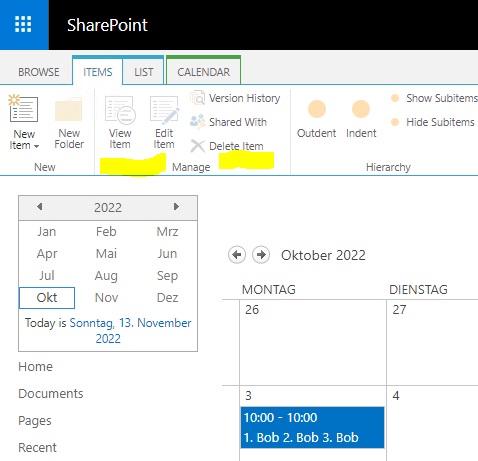 SharePoint
BROWSE ITEMS LIST CALENDAR
New Item
New Folder
New
View Item
Edit Item
Version History
Shared With
Delete Item
Manage
Outdent
Indent
Show Subitems
Hide Subitems
Hierarchy
2022
Jan Feb Mrz
Apr Mai Jun
Jul Aug Sep
Okt Nov Dez
Today is Sonntag, 13. November
2022
Home
Documents
Pages
Recent
Oktober 2022
MONTAG DIENSTAG
26 27
3 4
10:00 - 10:00
1. Bob 2. Bob 3. Bob